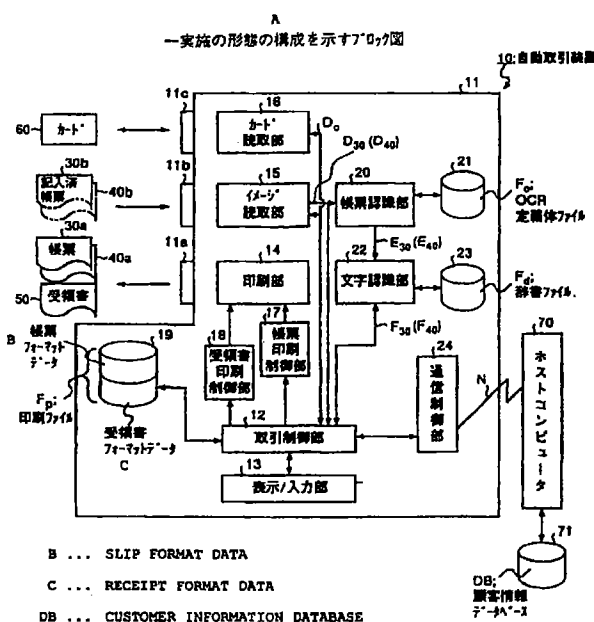 A
一実施の形態の構成を示すブロック図
10;自動取引装置
11
11c
16
カード
読取部
60
カード
D₀
D30 (D40)
30b
記入済
帳票
40b
11b
15
イメージ
読取部
20
帳票認識部
21
F₀;
OCR
定義体ファイル
30a
帳票
40a
受領書
50
11a
14
印刷部
E30 (E40)
22
文字認識部
23
Fd;
辞書ファイル
F30 (F40)
17
帳票
印刷
制御部
18
受領書
印刷
制御部
B
帳票
フォーマット
データ
19
Fp;
印刷ファイル
受領書
フォーマットデータ
C
24
通信制御部
N
70
ホストコンピュータ
12
取引制御部
13
表示/入力部
71
DB;
顧客情報
データベース
B ... SLIP FORMAT DATA
C ... RECEIPT FORMAT DATA
DB ... CUSTOMER INFORMATION DATABASE